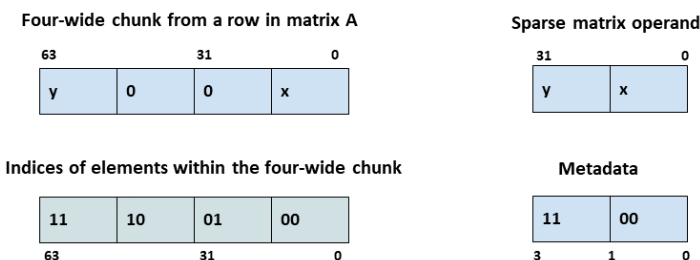 Four-wide chunk from a row in matrix A
63 31 0
y 0 0 x
Sparse matrix operand
31 0
y x
Indices of elements within the four-wide chunk
11 10 01 00
63 31 0
Metadata
11 00
3 1 0